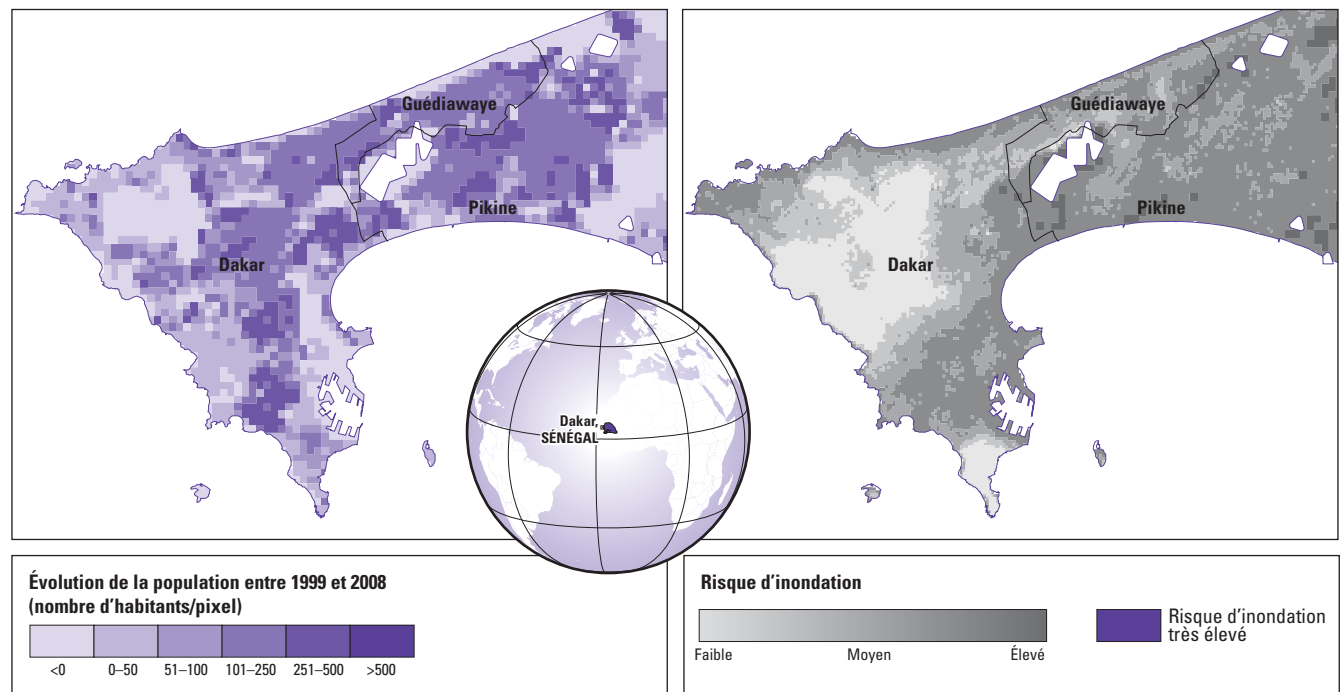 Guédiawaye
Pikine
Dakar
Guédiawaye
Pikine
Dakar
Dakar,
SÉNÉGAL
Évolution de la population entre 1999 et 2008
(nombre d'habitants/pixel)
<0 0–50 51–100 101–250 251–500 >500
Risque d'inondation
Faible Moyen Élevé
Risque d'inondation
très élevé